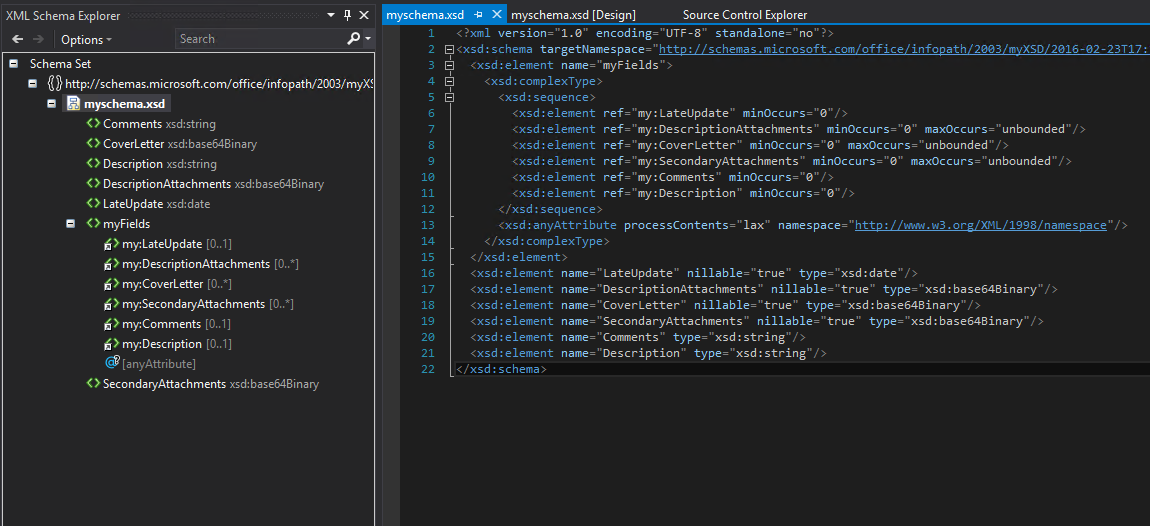 XML Schema Explorer
Options
Search
Schema Set
http://schemas.microsoft.com/office/infopath/2003/myXS
myschema.xsd
Comments xsd:string
CoverLetter xsd:base64Binary
Description xsd:string
DescriptionAttachments xsd:base64Binary
LateUpdate xsd:date
myFields
my:LateUpdate [0..1]
my:DescriptionAttachments [0..*]
my:CoverLetter [0..*]
my:SecondaryAttachments [0..*]
my:Comments [0..1]
my:Description [0..1]
[anyAttribute]
SecondaryAttachments xsd:base64Binary
myschema.xsd myschema.xsd [Design] Source Control Explorer
1 <?xml version="1.0" encoding="UTF-8" standalone="no"?>
2 <xsd:schema targetNamespace="http://schemas.microsoft.com/office/infopath/2003/myXSD/2016-02-23T17:
3 <xsd:element name="myFields">
4 <xsd:complexType>
5 <xsd:sequence>
6 <xsd:element ref="my:LateUpdate" minOccurs="0"/>
7 <xsd:element ref="my:DescriptionAttachments" minOccurs="0" maxOccurs="unbounded"/>
8 <xsd:element ref="my:CoverLetter" minOccurs="0" maxOccurs="unbounded"/>
9 <xsd:element ref="my:SecondaryAttachments" minOccurs="0" maxOccurs="unbounded"/>
10 <xsd:element ref="my:Comments" minOccurs="0"/>
11 <xsd:element ref="my:Description" minOccurs="0"/>
12 </xsd:sequence>
13 <xsd:anyAttribute processContents="lax" namespace="http://www.w3.org/XML/1998/namespace"/>
14 </xsd:complexType>
15 </xsd:element>
16 <xsd:element name="LateUpdate" nillable="true" type="xsd:date"/>
17 <xsd:element name="DescriptionAttachments" nillable="true" type="xsd:base64Binary"/>
18 <xsd:element name="CoverLetter" nillable="true" type="xsd:base64Binary"/>
19 <xsd:element name="SecondaryAttachments" nillable="true" type="xsd:base64Binary"/>
20 <xsd:element name="Comments" type="xsd:string"/>
21 <xsd:element name="Description" type="xsd:string"/>
22 </xsd:schema>